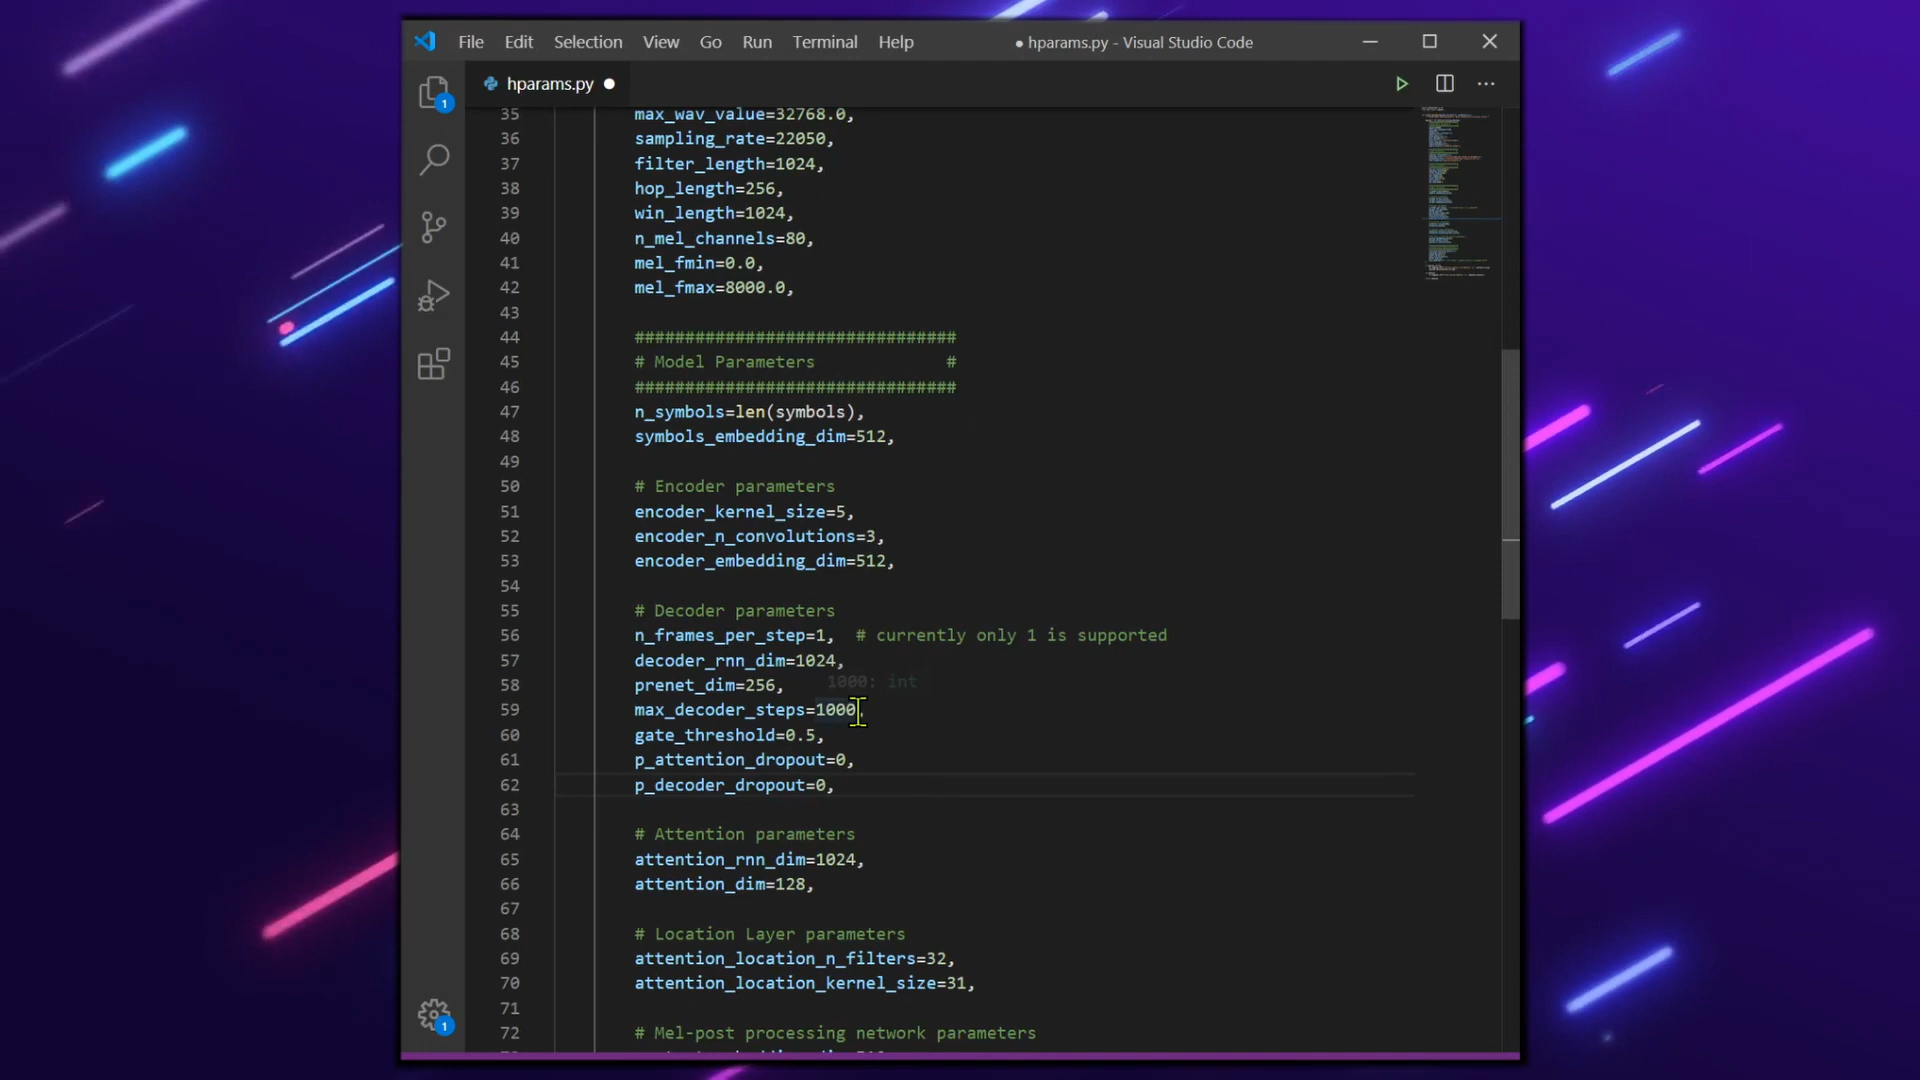 File Edit Selection View Go Run Terminal Help ● hparams.py - Visual Studio Code
hparams.py
1
35 max_wav_value=32768.0,
36 sampling_rate=22050,
37 filter_length=1024,
38 hop_length=256,
39 win_length=1024,
40 n_mel_channels=80,
41 mel_fmin=0.0,
42 mel_fmax=8000.0,
43
44 ################################
45 # Model Parameters #
46 ################################
47 n_symbols=len(symbols),
48 symbols_embedding_dim=512,
49
50 # Encoder parameters
51 encoder_kernel_size=5,
52 encoder_n_convolutions=3,
53 encoder_embedding_dim=512,
54
55 # Decoder parameters
56 n_frames_per_step=1, # currently only 1 is supported
57 decoder_rnn_dim=1024,
1000: int
58 prenet_dim=256,
59 max_decoder_steps=1000,
60 gate_threshold=0.5,
61 p_attention_dropout=0,
62 p_decoder_dropout=0,
63
64 # Attention parameters
65 attention_rnn_dim=1024,
66 attention_dim=128,
67
68 # Location Layer parameters
69 attention_location_n_filters=32,
70 attention_location_kernel_size=31,
71
72 # Mel-post processing network parameters
1